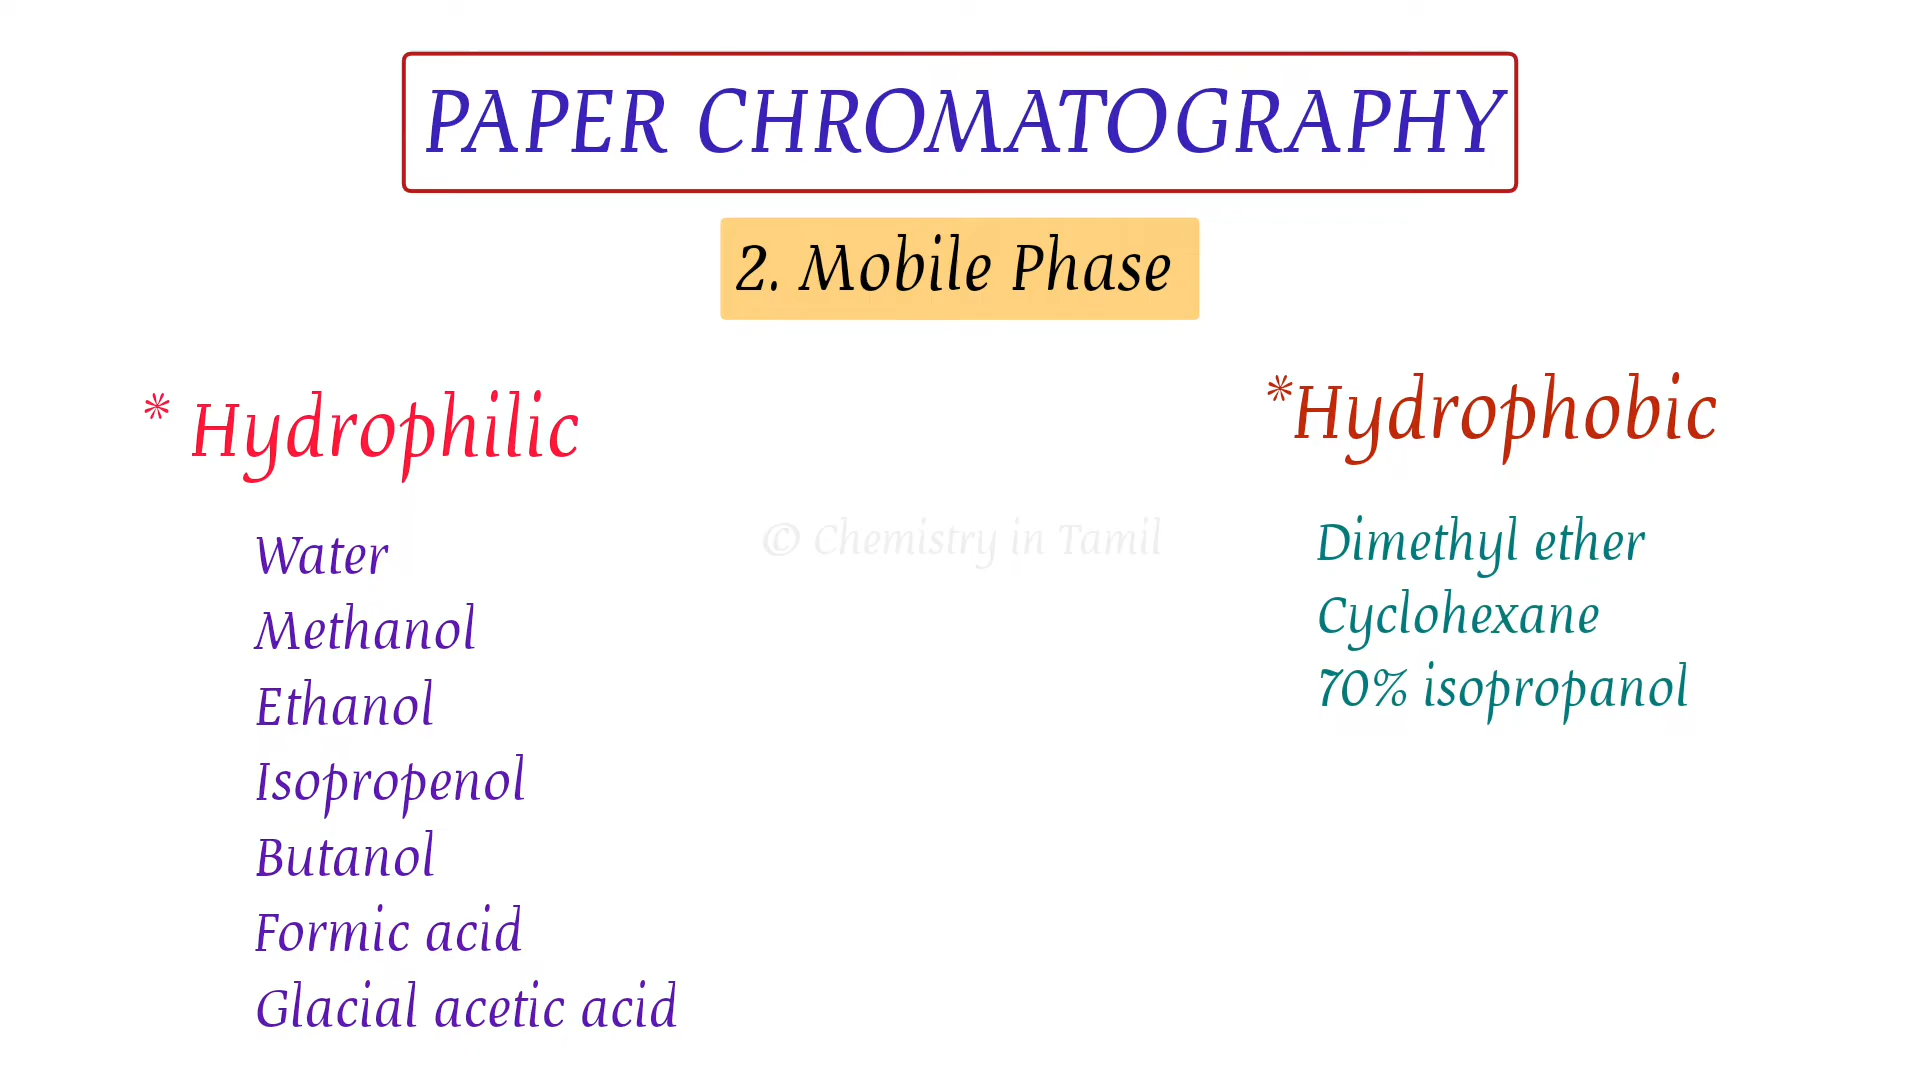 PAPER CHROMATOGRAPHY
2. Mobile Phase
* Hydrophilic
Water
Methanol
Ethanol
Isopropenol
Butanol
Formic acid
Glacial acetic acid
*Hydrophobic
Dimethyl ether
Cyclohexane
70% isopropanol
© Chemistry in Tamil